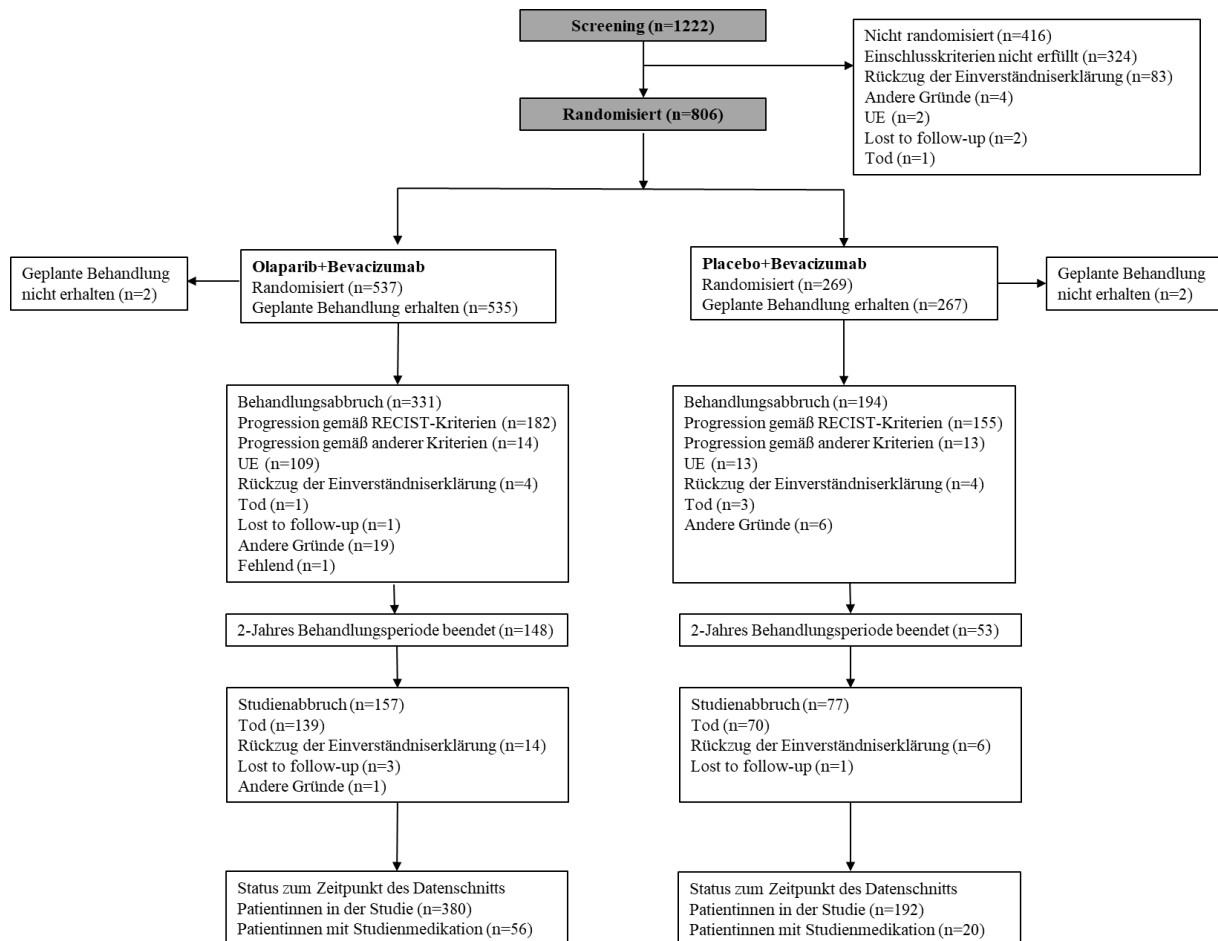 Screening (n=1222)
Nicht randomisiert (n=416)
Einschlusskriterien nicht erfüllt (n=324)
Rückzug der Einverständniserklärung (n=83)
Andere Gründe (n=4)
UE (n=2)
Lost to follow-up (n=2)
Tod (n=1)
Randomisiert (n=806)
Geplante Behandlung
nicht erhalten (n=2)
Olaparib+Bevacizumab
Randomisiert (n=537)
Geplante Behandlung erhalten (n=535)
Placebo+Bevacizumab
Randomisiert (n=269)
Geplante Behandlung erhalten (n=267)
Geplante Behandlung
nicht erhalten (n=2)
Behandlungsabbruch (n=331)
Progression gemäß RECIST-Kriterien (n=182)
Progression gemäß anderer Kriterien (n=14)
UE (n=109)
Rückzug der Einverständniserklärung (n=4)
Tod (n=1)
Lost to follow-up (n=1)
Andere Gründe (n=19)
Fehlend (n=1)
Behandlungsabbruch (n=194)
Progression gemäß RECIST-Kriterien (n=155)
Progression gemäß anderer Kriterien (n=13)
UE (n=13)
Rückzug der Einverständniserklärung (n=4)
Tod (n=3)
Andere Gründe (n=6)
2-Jahres Behandlungsperiode beendet (n=148)
2-Jahres Behandlungsperiode beendet (n=53)
Studienabbruch (n=157)
Tod (n=139)
Rückzug der Einverständniserklärung (n=14)
Lost to follow-up (n=3)
Andere Gründe (n=1)
Studienabbruch (n=77)
Tod (n=70)
Rückzug der Einverständniserklärung (n=6)
Lost to follow-up (n=1)
Status zum Zeitpunkt des Datenschnitts
Patientinnen in der Studie (n=380)
Patientinnen mit Studienmedikation (n=56)
Status zum Zeitpunkt des Datenschnitts
Patientinnen in der Studie (n=192)
Patientinnen mit Studienmedikation (n=20)